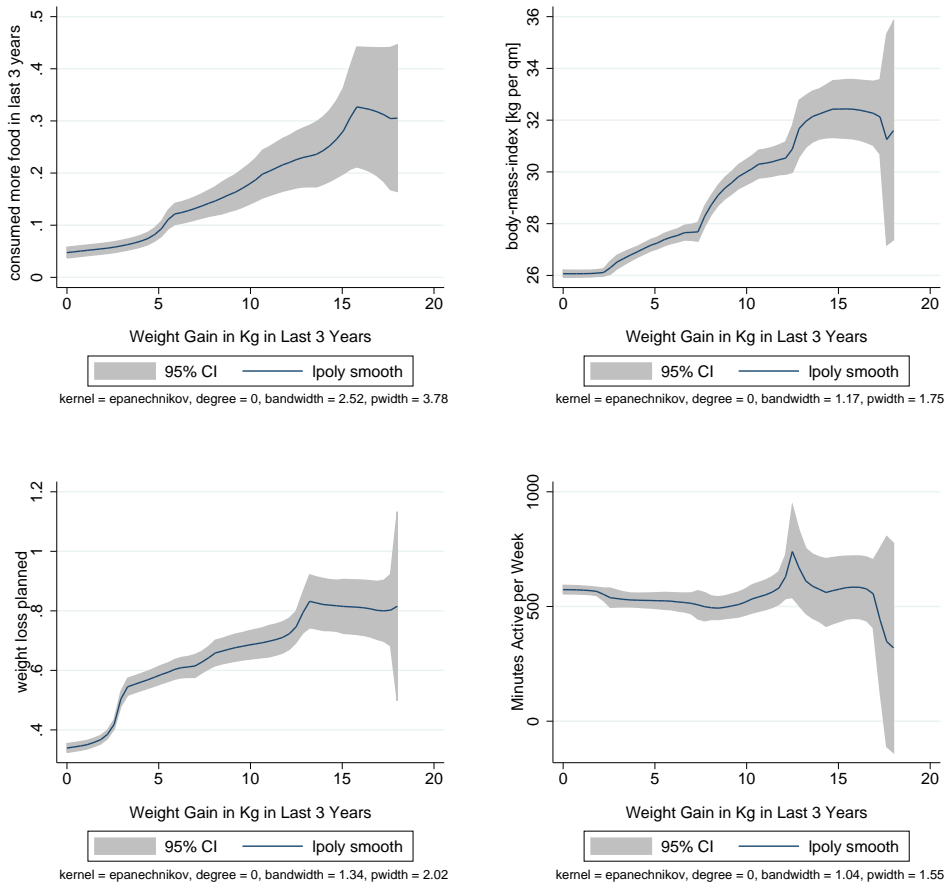 consumed more food in last 3 years
.5
.4
.3
.2
.1
0
0 5 10 15 20
Weight Gain in Kg in Last 3 Years
95% CI lpoly smooth
kernel = epanechnikov, degree = 0, bandwidth = 2.52, pwidth = 3.78
body-mass-index [kg per qm]
36
34
32
30
28
26
0 5 10 15 20
Weight Gain in Kg in Last 3 Years
95% CI lpoly smooth
kernel = epanechnikov, degree = 0, bandwidth = 1.17, pwidth = 1.75
weight loss planned
1.2
1
.8
.6
.4
0 5 10 15 20
Weight Gain in Kg in Last 3 Years
95% CI lpoly smooth
kernel = epanechnikov, degree = 0, bandwidth = 1.34, pwidth = 2.02
Minutes Active per Week
1000
500
0
0 5 10 15 20
Weight Gain in Kg in Last 3 Years
95% CI lpoly smooth
kernel = epanechnikov, degree = 0, bandwidth = 1.04, pwidth = 1.55